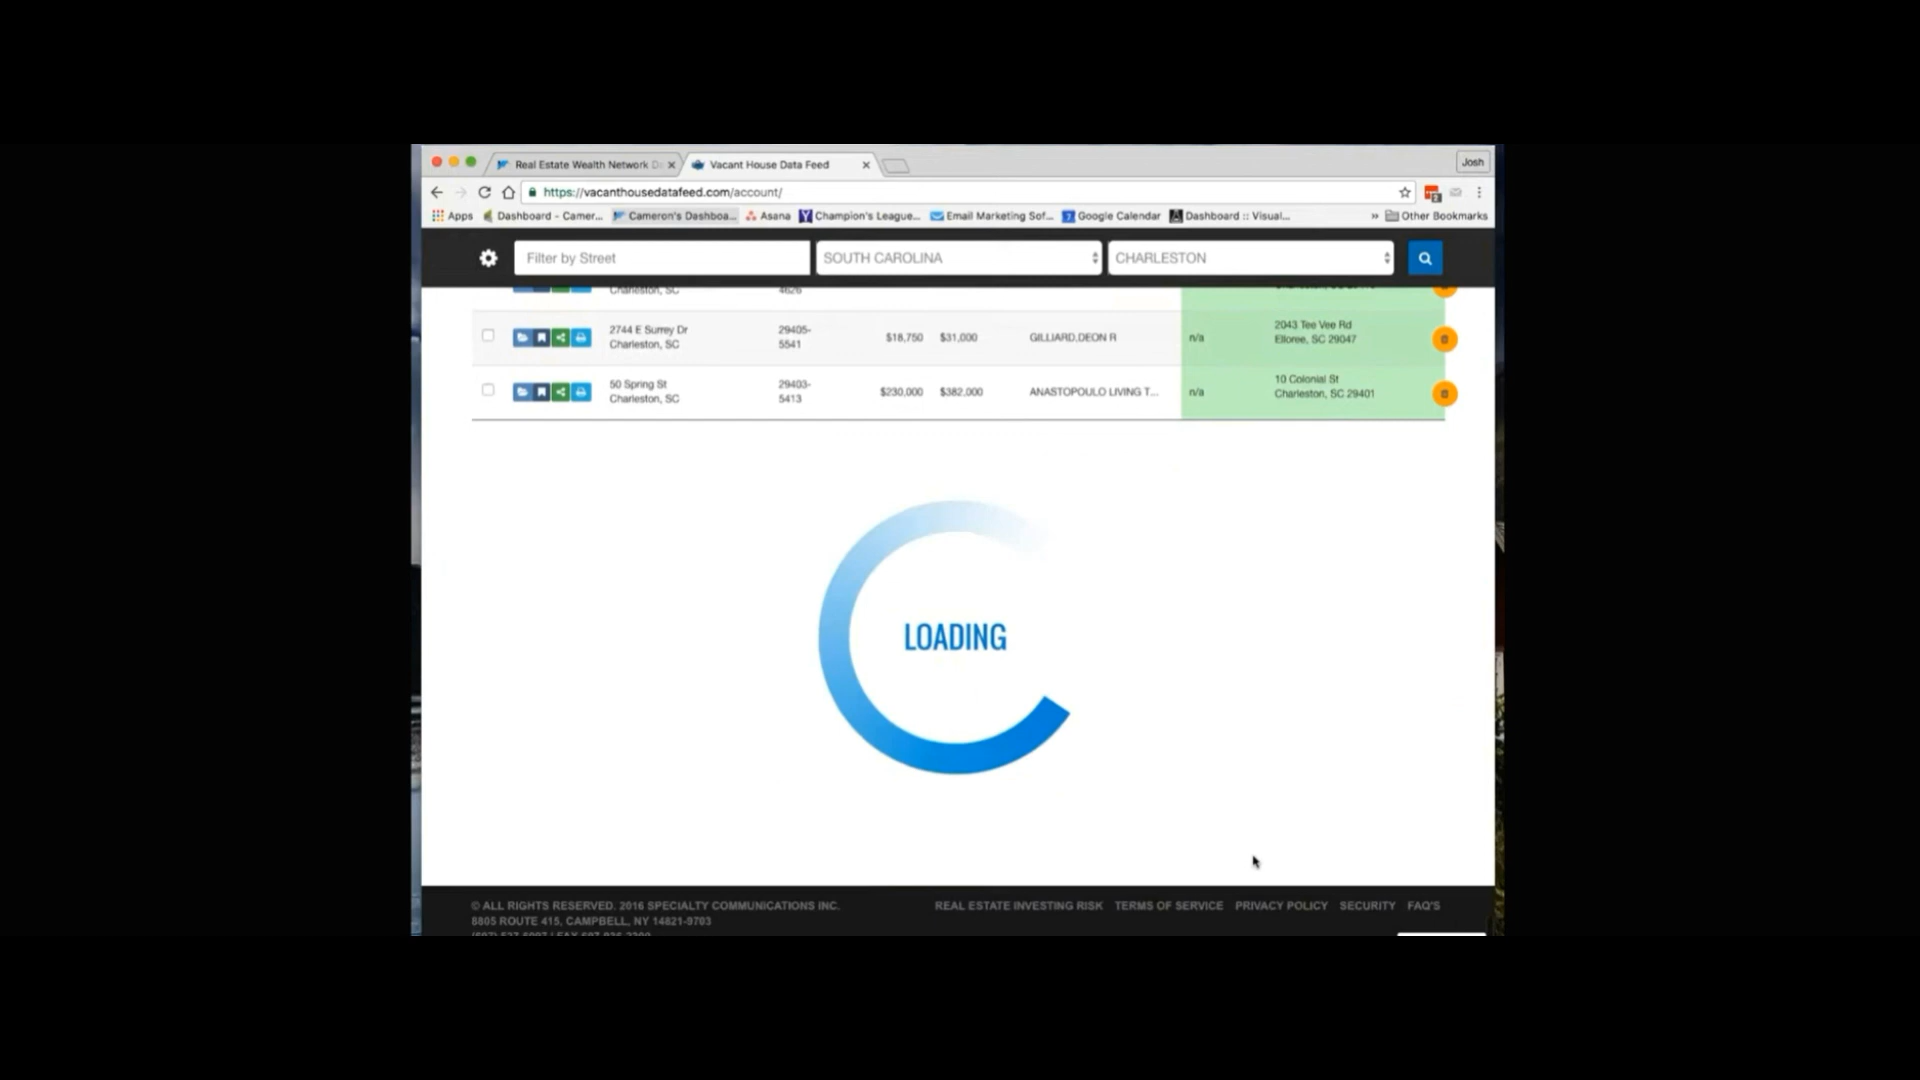 Real Estate Wealth Network D
Vacant House Data Feed
Josh
https://vacanthousedatafeed.com/account/
Apps
Dashboard - Camer...
Cameron's Dashboa...
Asana
Champion's League...
Email Marketing Sof...
Google Calendar
Dashboard :: Visual...
» Other Bookmarks
Filter by Street
SOUTH CAROLINA
CHARLESTON
Charleston, SC
4626
2744 E Surrey Dr
Charleston, SC
29405-
5541
$18,750
$31,000
GILLIARD,DEON R
n/a
2043 Tee Vee Rd
Elloree, SC 29047
50 Spring St
Charleston, SC
29403-
5413
$230,000
$382,000
ANASTOPOULO LIVING T...
n/a
10 Colonial St
Charleston, SC 29401
LOADING
© ALL RIGHTS RESERVED. 2016 SPECIALTY COMMUNICATIONS INC.
8805 ROUTE 415, CAMPBELL, NY 14821-9703
REAL ESTATE INVESTING RISK
TERMS OF SERVICE
PRIVACY POLICY
SECURITY
FAQ'S